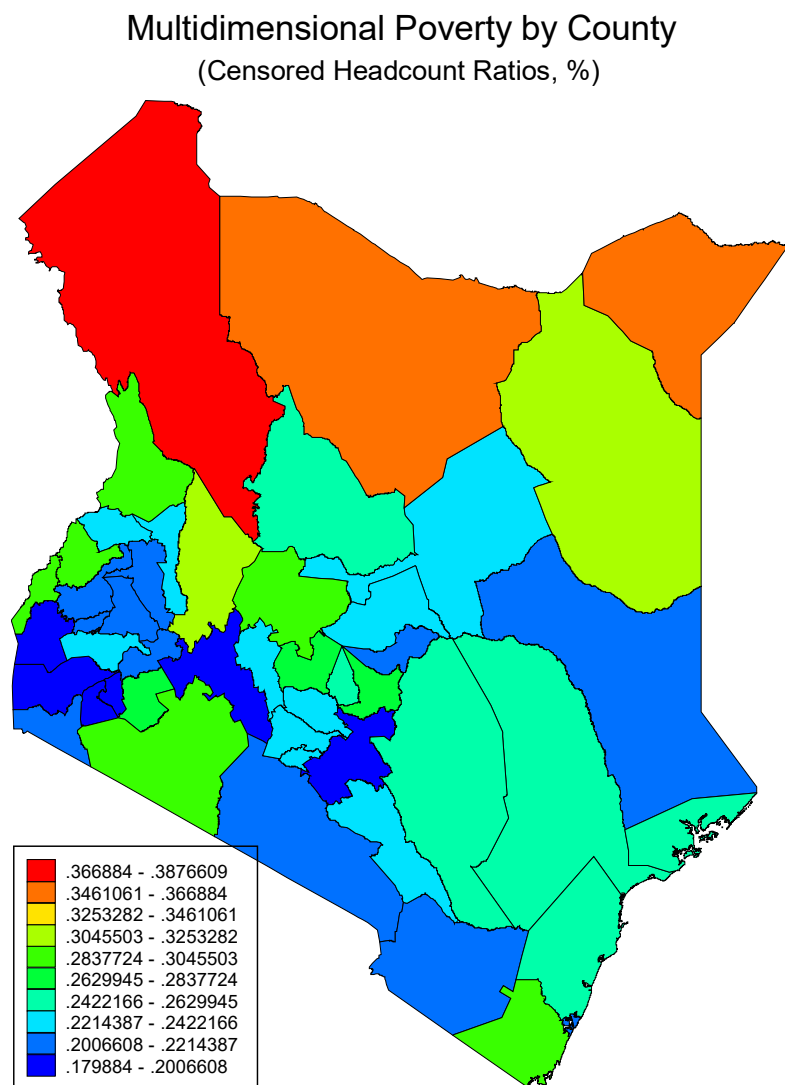 Multidimensional Poverty by County
(Censored Headcount Ratios, %)
.366884 - .3876609
.3461061 - .366884
.3253282 - .3461061
.3045503 - .3253282
.2837724 - .3045503
.2629945 - .2837724
.2422166 - .2629945
.2214387 - .2422166
.2006608 - .2214387
.179884 - .2006608